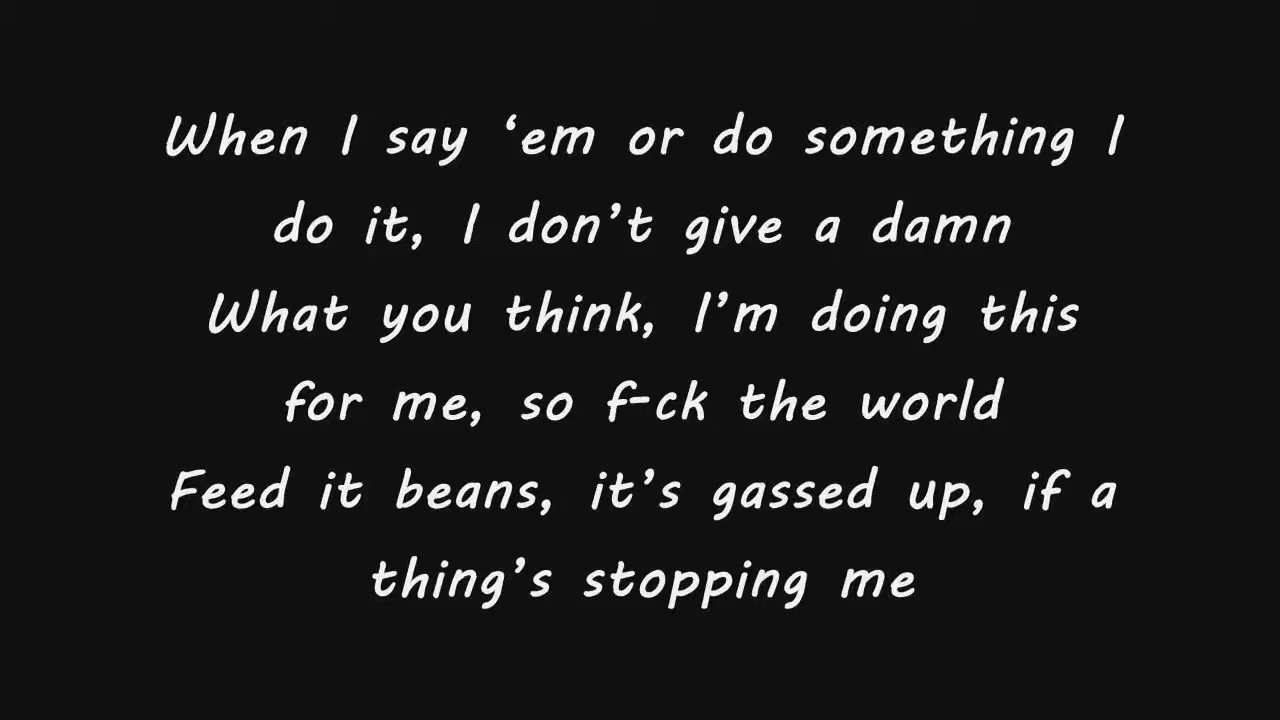 When I say ‘em or do something I
do it, I don’t give a damn
What you think, I’m doing this
for me, so f-ck the world
Feed it beans, it’s gassed up, if a
thing’s stopping me